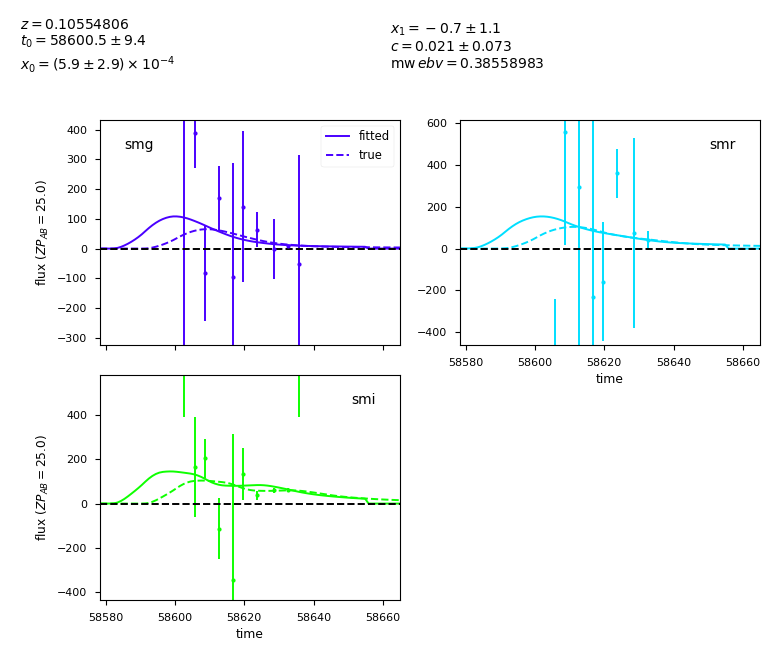 z = 0.10554806
t₀ = 58600.5 ± 9.4
x₀ = (5.9 ± 2.9) × 10⁻⁴
x₁ = −0.7 ± 1.1
c = 0.021 ± 0.073
mw ebv = 0.38558983
smg
fitted
true
400
300
200
100
0
−100
−200
−300
flux (ZP_AB = 25.0)
smr
600
400
200
0
−200
−400
58580 58600 58620 58640 58660
time
smi
400
200
0
−200
−400
flux (ZP_AB = 25.0)
58580 58600 58620 58640 58660
time